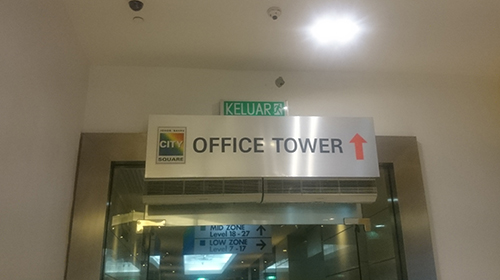 KELUAR
CITY
SQUARE
OFFICE TOWER ↑
MID ZONE
Level 18 - 27
LOW ZONE
Level 7 - 17